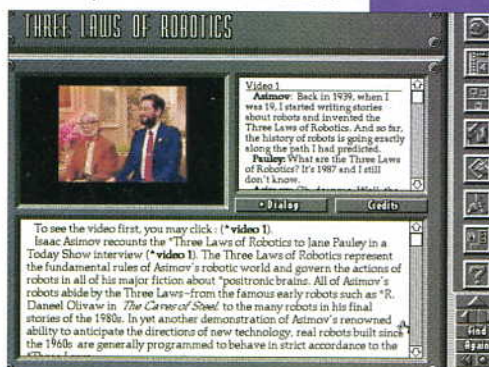 THREE LAWS OF ROBOTICS
Video 1
Asimov: Back in 1939, when I
was 19, I started writing stories
about robots and invented the
Three Laws of Robotics. And so far,
the history of robots is going exactly
along the path I had predicted.
Pauley: What are the Three Laws
of Robotics? It's 1987 and I still
don't know.
• Dialog
Credits
To see the video first, you may click : (*video 1).
Isaac Asimov recounts the *Three Laws of Robotics to Jane Pauley in a
Today Show interview (*video 1). The Three Laws of Robotics represent
the fundamental rules of Asimov's robotic world and govern the actions of
robots in all of his major fiction about *positronic brains. All of Asimov's
robots abide by the Three Laws–from the famous early robots such as *R.
Daneel Olivaw in The Caves of Steel to the many robots in his final
stories of the 1980s. In yet another demonstration of Asimov's renowned
ability to anticipate the directions of new technology, real robots built since
the 1960s are generally programmed to behave in strict accordance to the
Find
Again